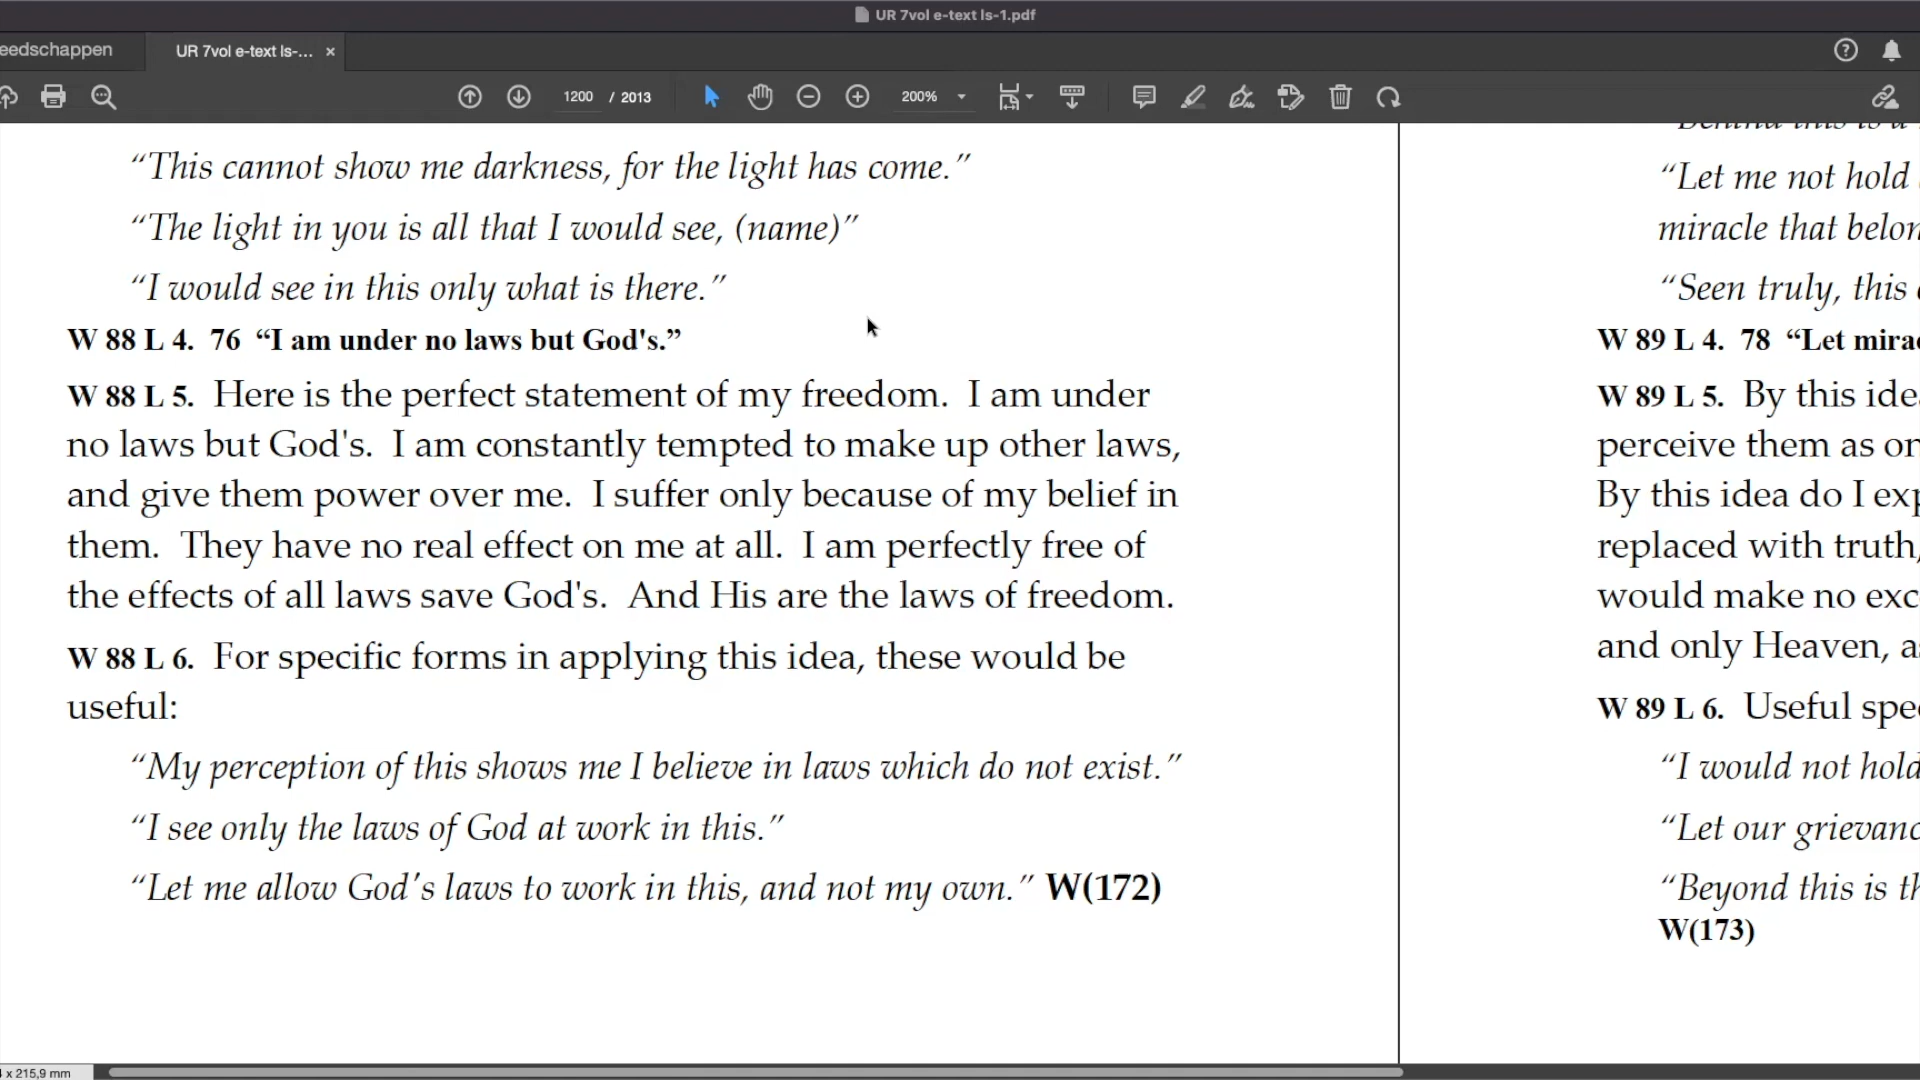 UR 7vol e-text ls-1.pdf
eedschappen
UR 7vol e-text ls-... ×
1200 / 2013
200%
“This cannot show me darkness, for the light has come.”
“The light in you is all that I would see, (name)”
“I would see in this only what is there.”
W 88 L 4. 76 “I am under no laws but God's.”
W 88 L 5. Here is the perfect statement of my freedom. I am under
no laws but God's. I am constantly tempted to make up other laws,
and give them power over me. I suffer only because of my belief in
them. They have no real effect on me at all. I am perfectly free of
the effects of all laws save God's. And His are the laws of freedom.
W 88 L 6. For specific forms in applying this idea, these would be
useful:
“My perception of this shows me I believe in laws which do not exist.”
“I see only the laws of God at work in this.”
“Let me allow God's laws to work in this, and not my own.” W(172)
“Let me not hold
miracle that belon
“Seen truly, this
W 89 L 4. 78 “Let mirac
W 89 L 5. By this ide
perceive them as on
By this idea do I exp
replaced with truth,
would make no exc
and only Heaven, as
W 89 L 6. Useful spec
“I would not hold
“Let our grievanc
“Beyond this is th
W(173)
x 215,9 mm